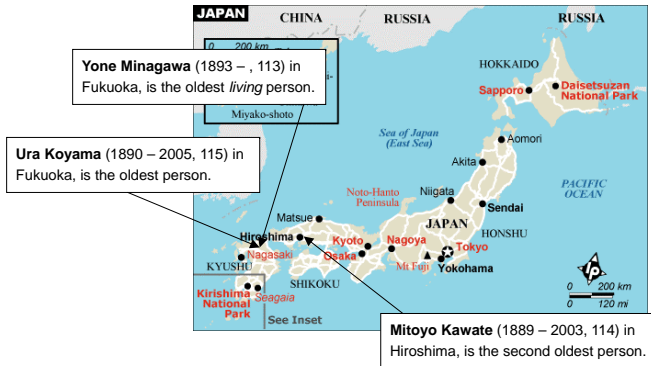 JAPAN
CHINA
RUSSIA
RUSSIA
0 200 km
Yone Minagawa (1893 – , 113) in
Fukuoka, is the oldest living person.
Miyako-shoto
HOKKAIDO
Sapporo
Daisetsuzan
National Park
Sea of Japan
(East Sea)
Aomori
Ura Koyama (1890 – 2005, 115) in
Fukuoka, is the oldest person.
Akita
Noto-Hanto
Peninsula
Niigata
PACIFIC
OCEAN
Sendai
Matsue
JAPAN
HONSHU
Hiroshima
Kyoto
Nagoya
Tokyo
Nagasaki
Osaka
Mt Fuji
Yokohama
KYUSHU
SHIKOKU
Kirishima
National
Park
Seagaia
See Inset
lp
0 200 km
0 120 mi
Mitoyo Kawate (1889 – 2003, 114) in
Hiroshima, is the second oldest person.